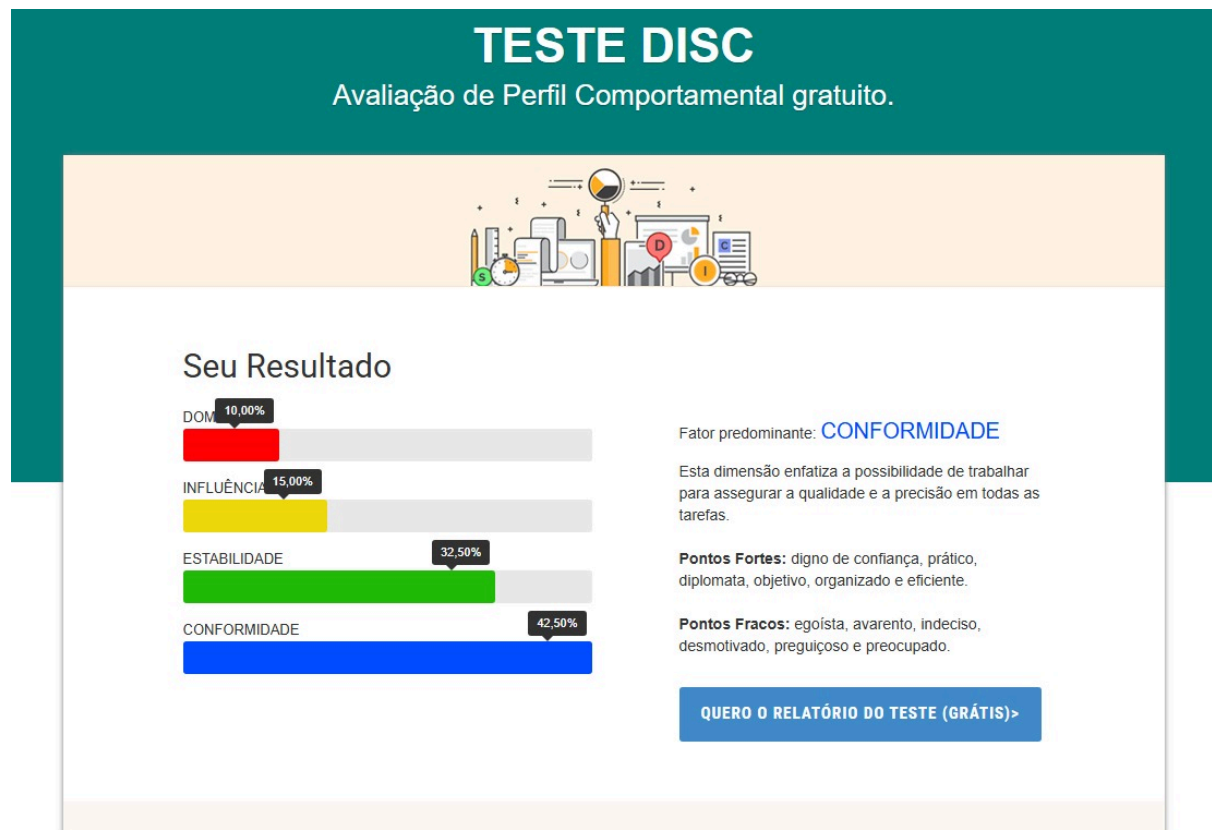 TESTE DISC
Avaliação de Perfil Comportamental gratuito.
S
D
I
C
Seu Resultado
DOM
10,00%
INFLUÊNCIA
15,00%
ESTABILIDADE
32,50%
CONFORMIDADE
42,50%
Fator predominante: CONFORMIDADE
Esta dimensão enfatiza a possibilidade de trabalhar
para assegurar a qualidade e a precisão em todas as
tarefas.
Pontos Fortes: digno de confiança, prático,
diplomata, objetivo, organizado e eficiente.
Pontos Fracos: egoísta, avarento, indeciso,
desmotivado, preguiçoso e preocupado.
QUERO O RELATÓRIO DO TESTE (GRÁTIS)>